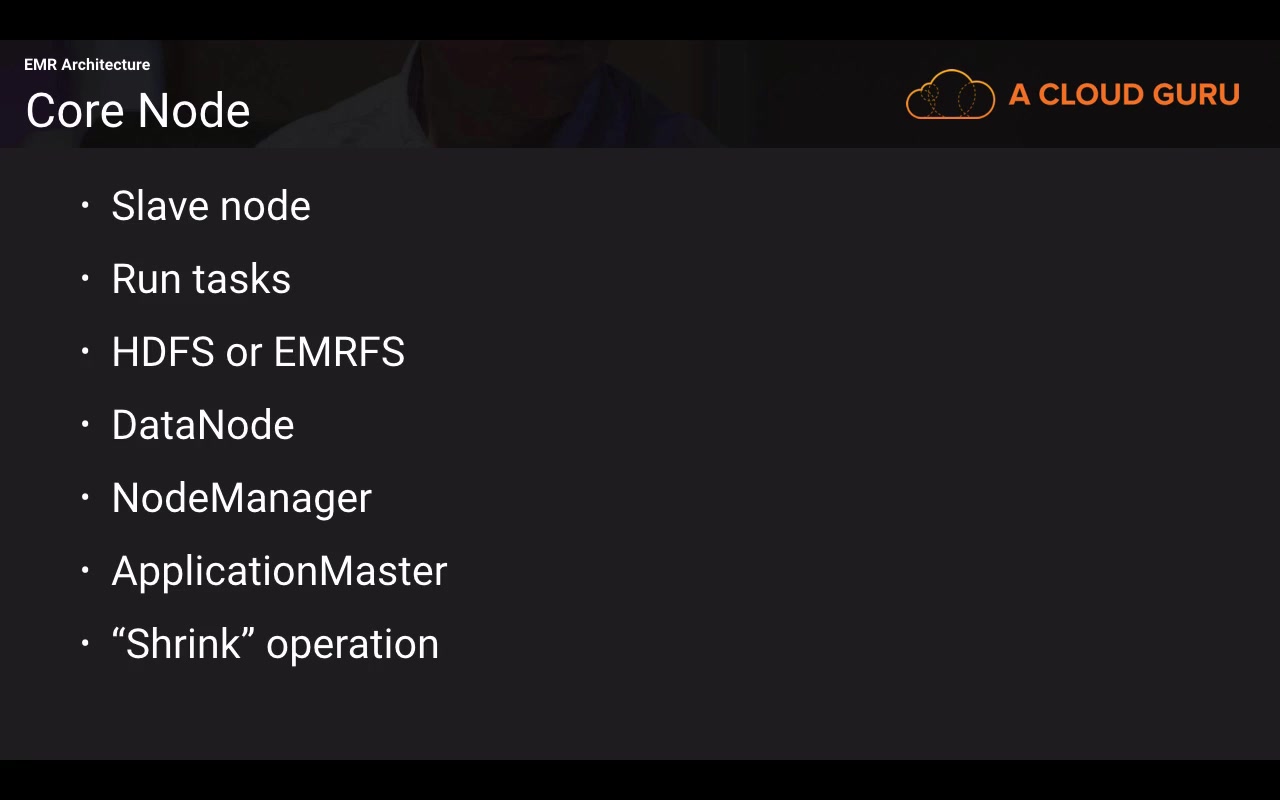 EMR Architecture
Core Node
A CLOUD GURU
• Slave node
• Run tasks
• HDFS or EMRFS
• DataNode
• NodeManager
• ApplicationMaster
• “Shrink” operation